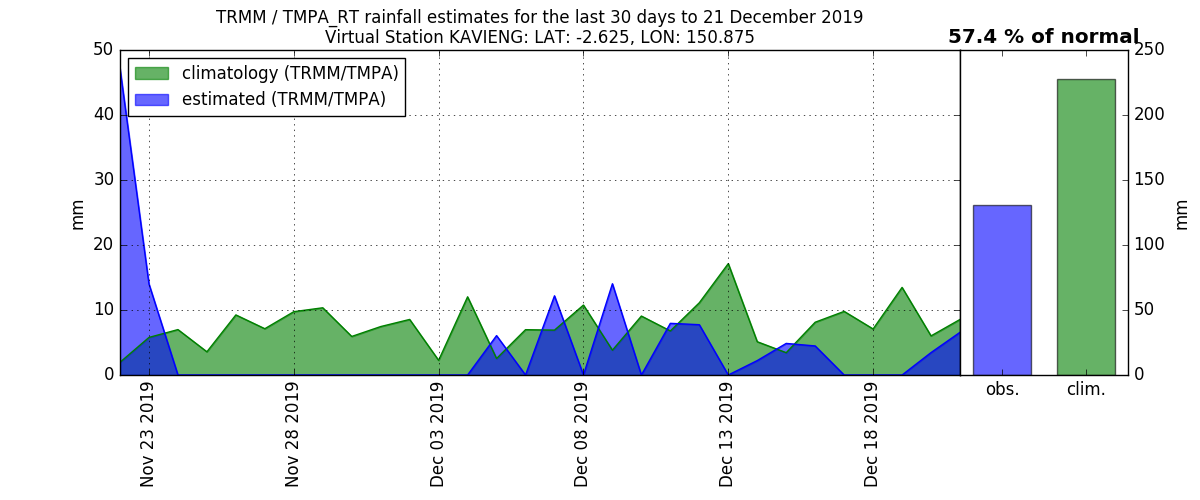 TRMM / TMPA_RT rainfall estimates for the last 30 days to 21 December 2019
Virtual Station KAVIENG: LAT: -2.625, LON: 150.875
57.4 % of normal
climatology (TRMM/TMPA)
estimated (TRMM/TMPA)
50
40
30
20
10
0
mm
Nov 23 2019
Nov 28 2019
Dec 03 2019
Dec 08 2019
Dec 13 2019
Dec 18 2019
obs.
clim.
250
200
150
100
50
0
mm